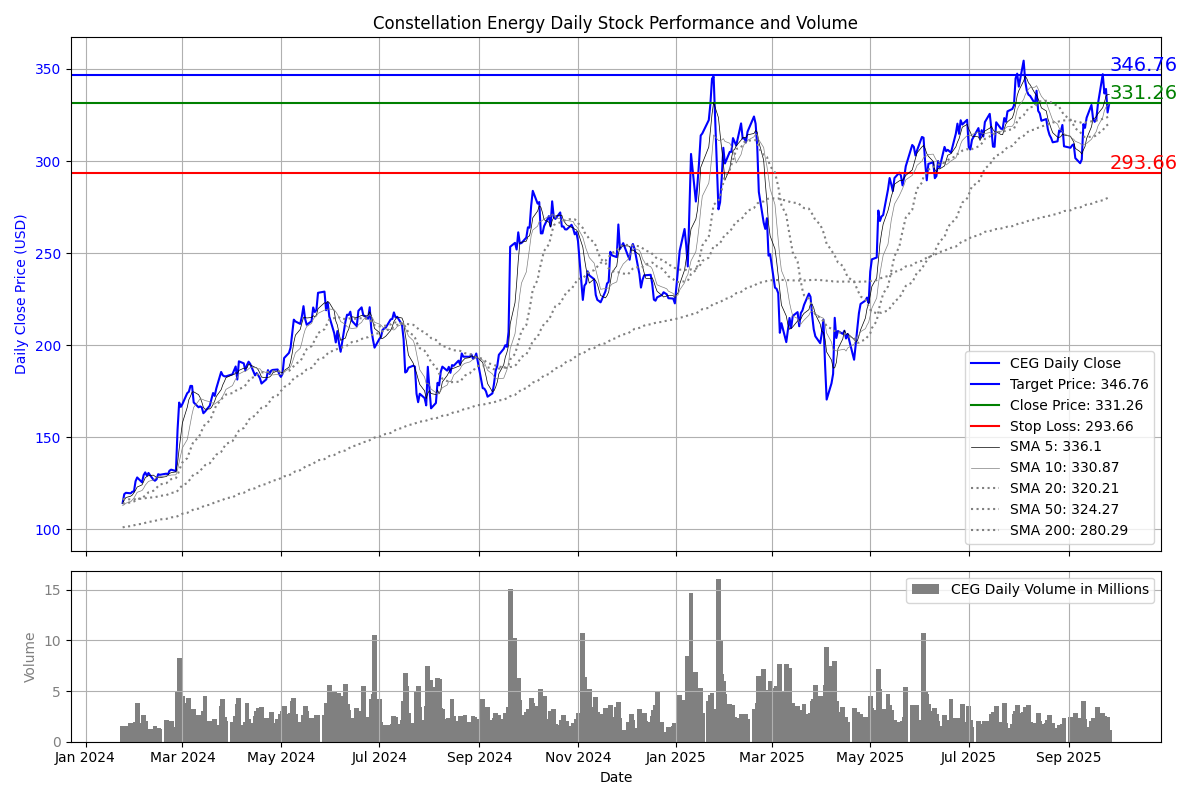 Constellation Energy Daily Stock Performance and Volume
Daily Close Price (USD)
350
300
250
200
150
100
346.76
331.26
293.66
CEG Daily Close
Target Price: 346.76
Close Price: 331.26
Stop Loss: 293.66
SMA 5: 336.1
SMA 10: 330.87
SMA 20: 320.21
SMA 50: 324.27
SMA 200: 280.29
Volume
15
10
5
0
CEG Daily Volume in Millions
Jan 2024 Mar 2024 May 2024 Jul 2024 Sep 2024 Nov 2024 Jan 2025 Mar 2025 May 2025 Jul 2025 Sep 2025
Date